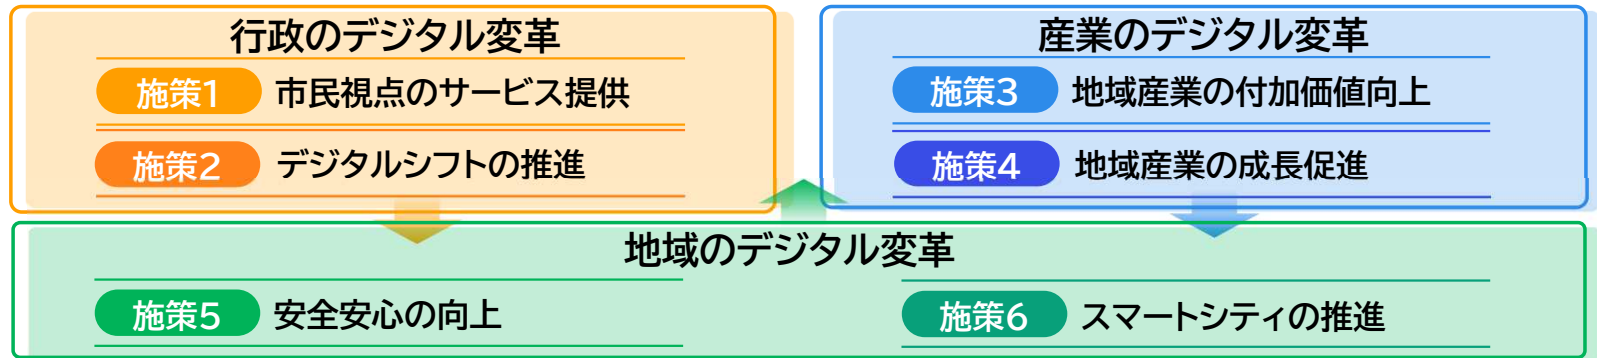 行政のデジタル変革
施策1 市民視点のサービス提供
施策2 デジタルシフトの推進
産業のデジタル変革
施策3 地域産業の付加価値向上
施策4 地域産業の成長促進
地域のデジタル変革
施策5 安全安心の向上
施策6 スマートシティの推進